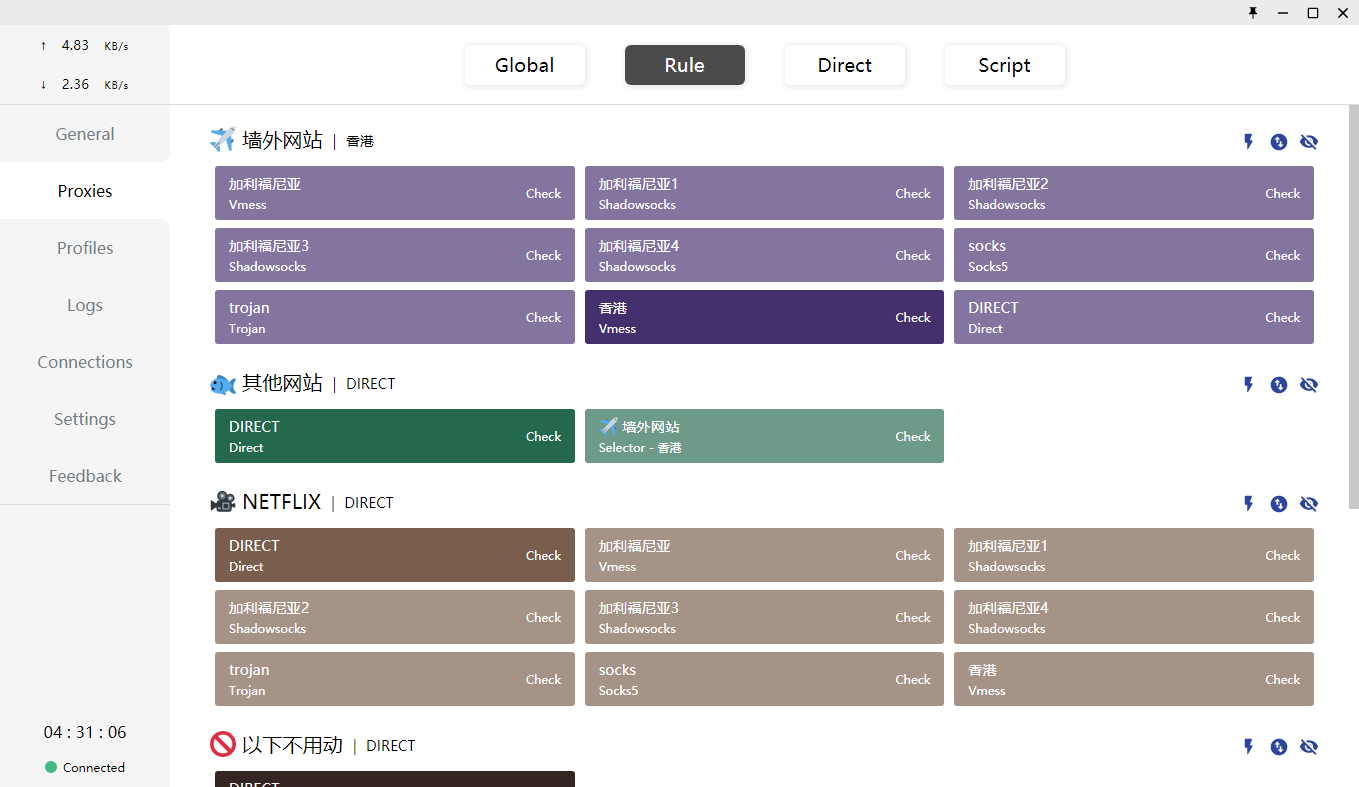 ↑ 4.83 KB/s
↓ 2.36 KB/s
General
Proxies
Profiles
Logs
Connections
Settings
Feedback
04 : 31 : 06
Connected
Global Rule Direct Script
墙外网站 | 香港
加利福尼亚
Vmess
Check
加利福尼亚1
Shadowsocks
Check
加利福尼亚2
Shadowsocks
Check
加利福尼亚3
Shadowsocks
Check
加利福尼亚4
Shadowsocks
Check
socks
Socks5
Check
trojan
Trojan
Check
香港
Vmess
Check
DIRECT
Direct
Check
其他网站 | DIRECT
DIRECT
Direct
Check
墙外网站
Selector - 香港
Check
NETFLIX | DIRECT
DIRECT
Direct
Check
加利福尼亚
Vmess
Check
加利福尼亚1
Shadowsocks
Check
加利福尼亚2
Shadowsocks
Check
加利福尼亚3
Shadowsocks
Check
加利福尼亚4
Shadowsocks
Check
trojan
Trojan
Check
socks
Socks5
Check
香港
Vmess
Check
以下不用动 | DIRECT
DIRECT